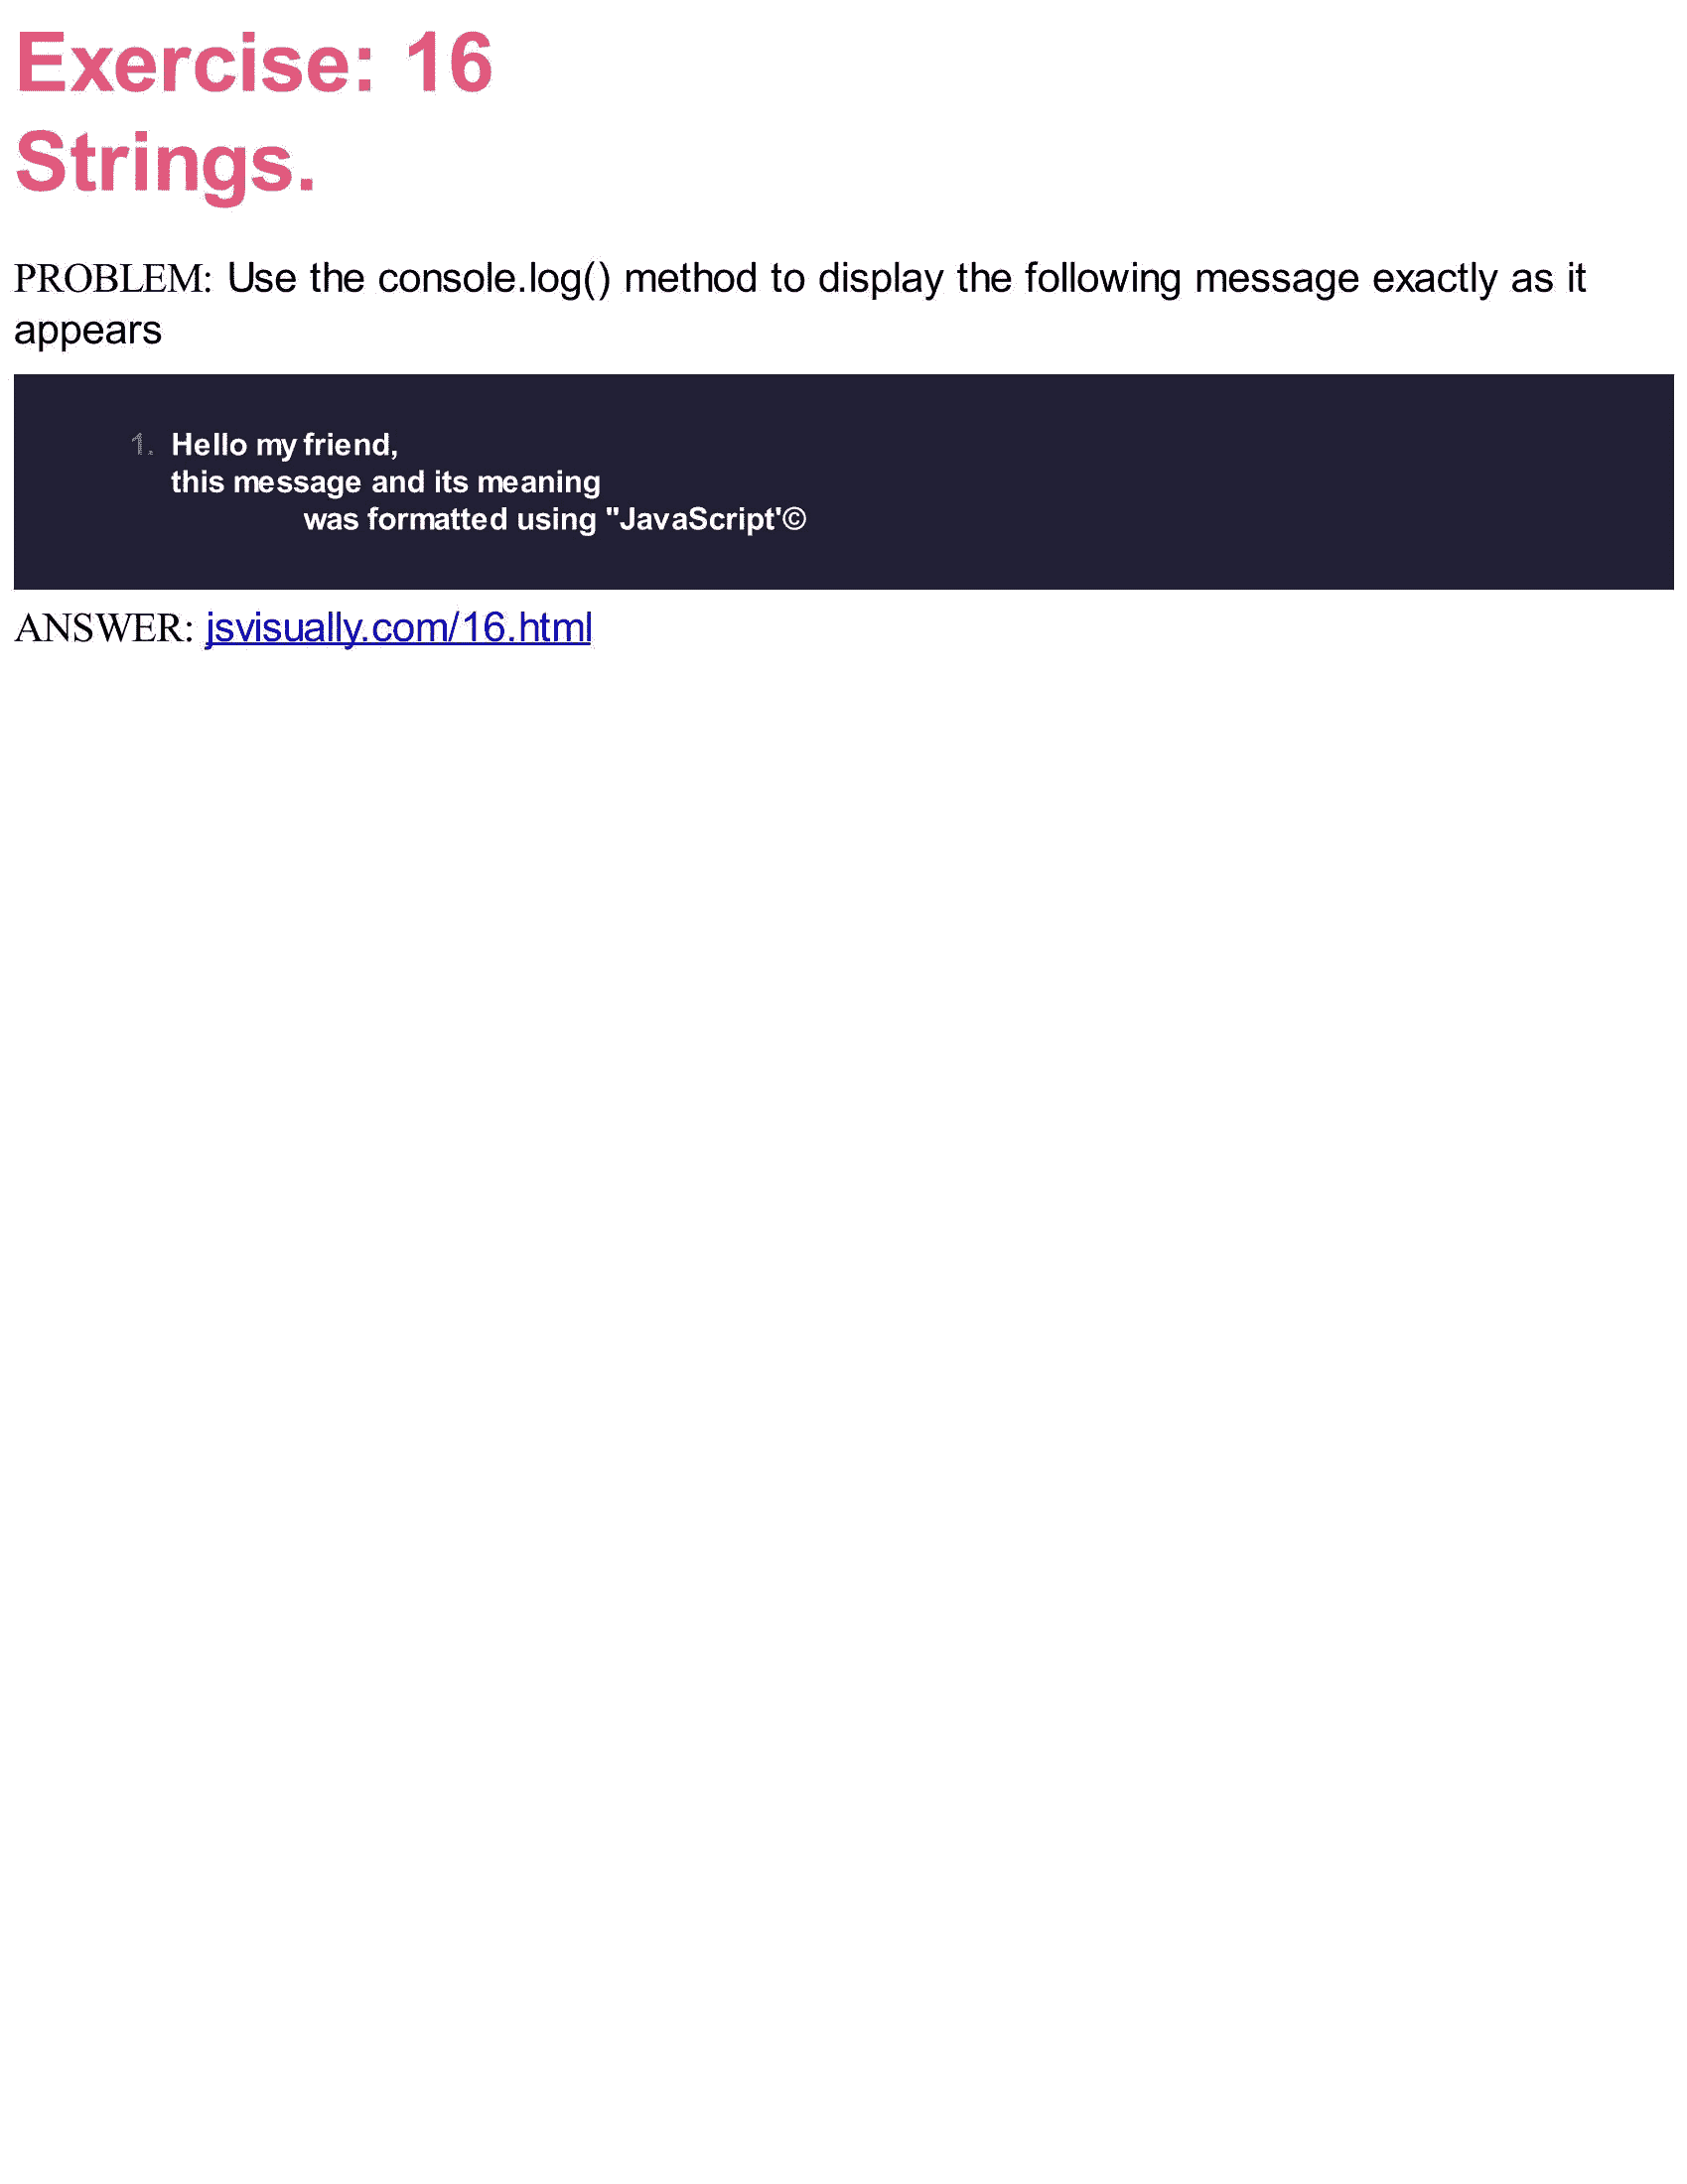 Exercise: 16
Strings.
PROBLEM: Use the console.log() method to display the following message exactly as it
appears
1. Hello my friend,
this message and its meaning
was formatted using "JavaScript'©
ANSWER: jsvisually.com/16.html